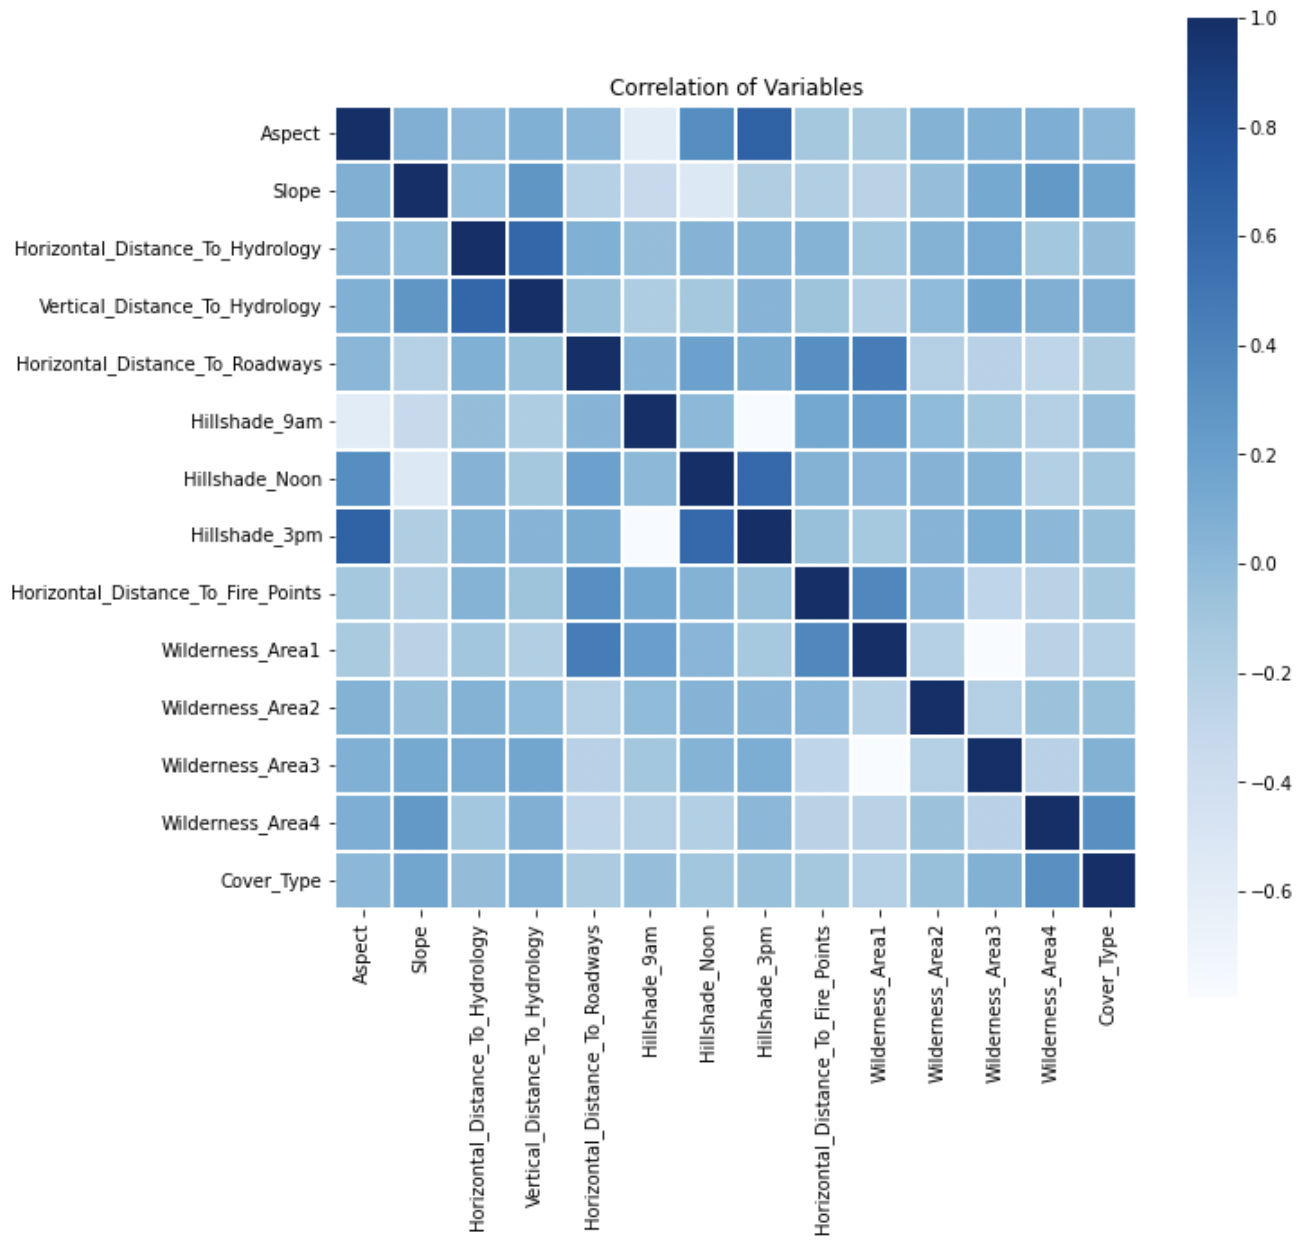 Correlation of Variables
Aspect
Slope
Horizontal_Distance_To_Hydrology
Vertical_Distance_To_Hydrology
Horizontal_Distance_To_Roadways
Hillshade_9am
Hillshade_Noon
Hillshade_3pm
Horizontal_Distance_To_Fire_Points
Wilderness_Area1
Wilderness_Area2
Wilderness_Area3
Wilderness_Area4
Cover_Type
Aspect
Slope
Horizontal_Distance_To_Hydrology
Vertical_Distance_To_Hydrology
Horizontal_Distance_To_Roadways
Hillshade_9am
Hillshade_Noon
Hillshade_3pm
Horizontal_Distance_To_Fire_Points
Wilderness_Area1
Wilderness_Area2
Wilderness_Area3
Wilderness_Area4
Cover_Type
1.0
0.8
0.6
0.4
0.2
0.0
−0.2
−0.4
−0.6